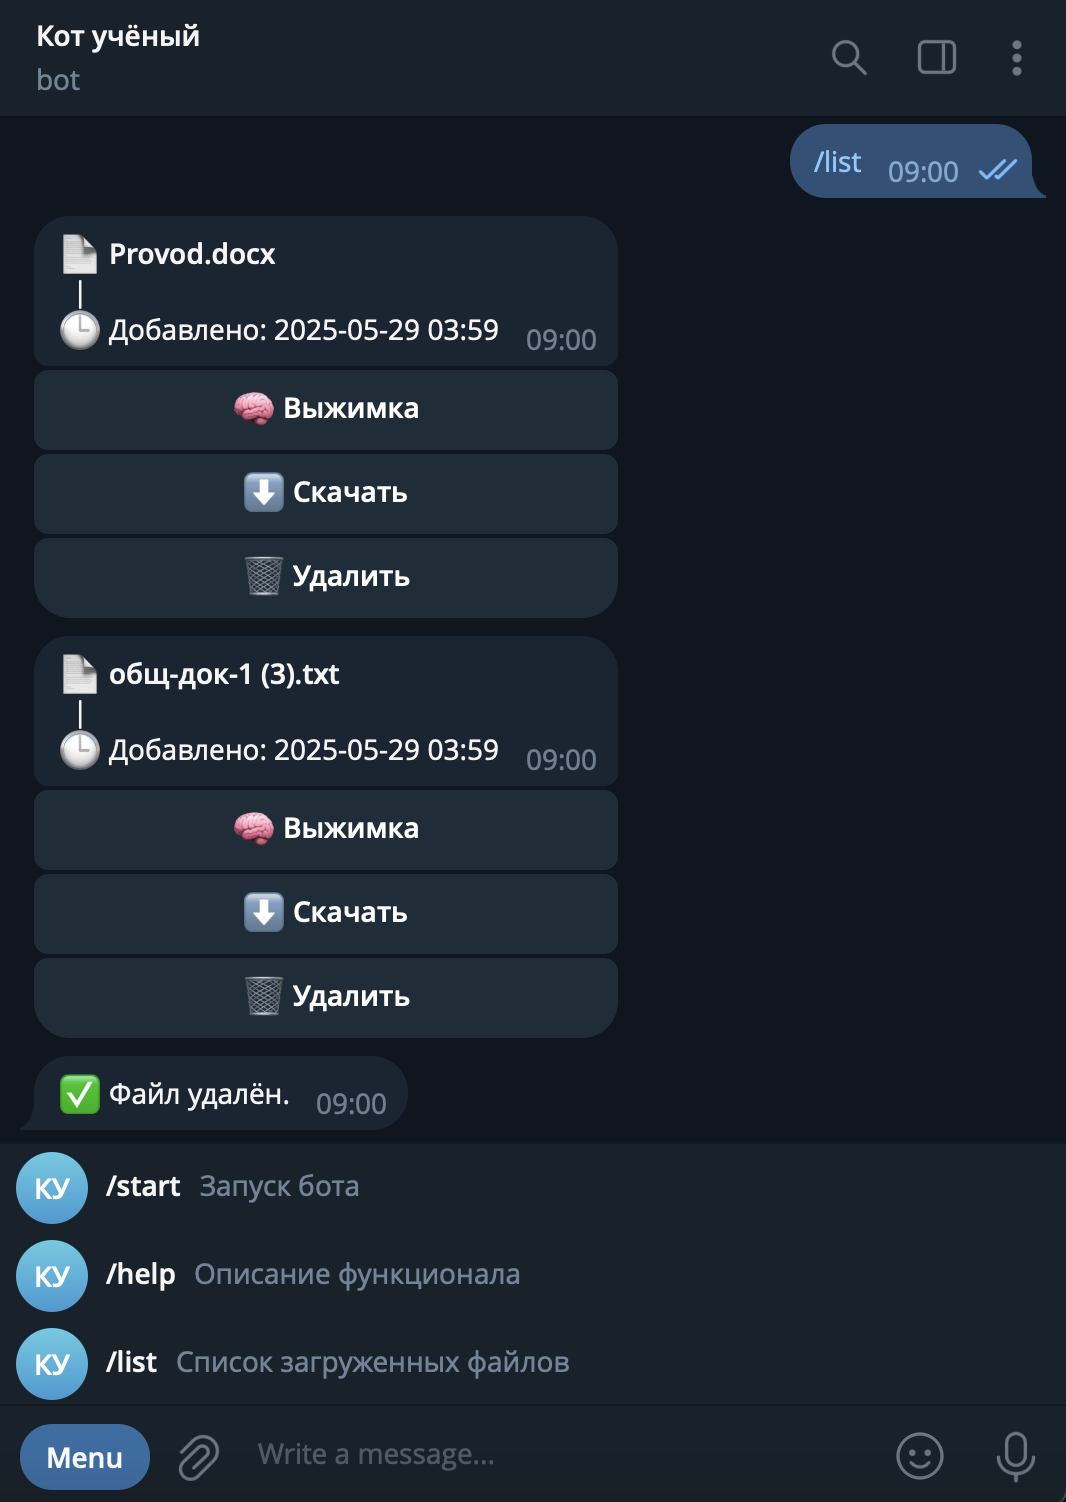 Кот учёный
bot
/list 09:00
Provod.docx
Добавлено: 2025-05-29 03:59 09:00
Выжимка
Скачать
Удалить
общ-док-1 (3).txt
Добавлено: 2025-05-29 03:59 09:00
Выжимка
Скачать
Удалить
Файл удалён. 09:00
КУ /start Запуск бота
КУ /help Описание функционала
КУ /list Список загруженных файлов
Menu Write a message...